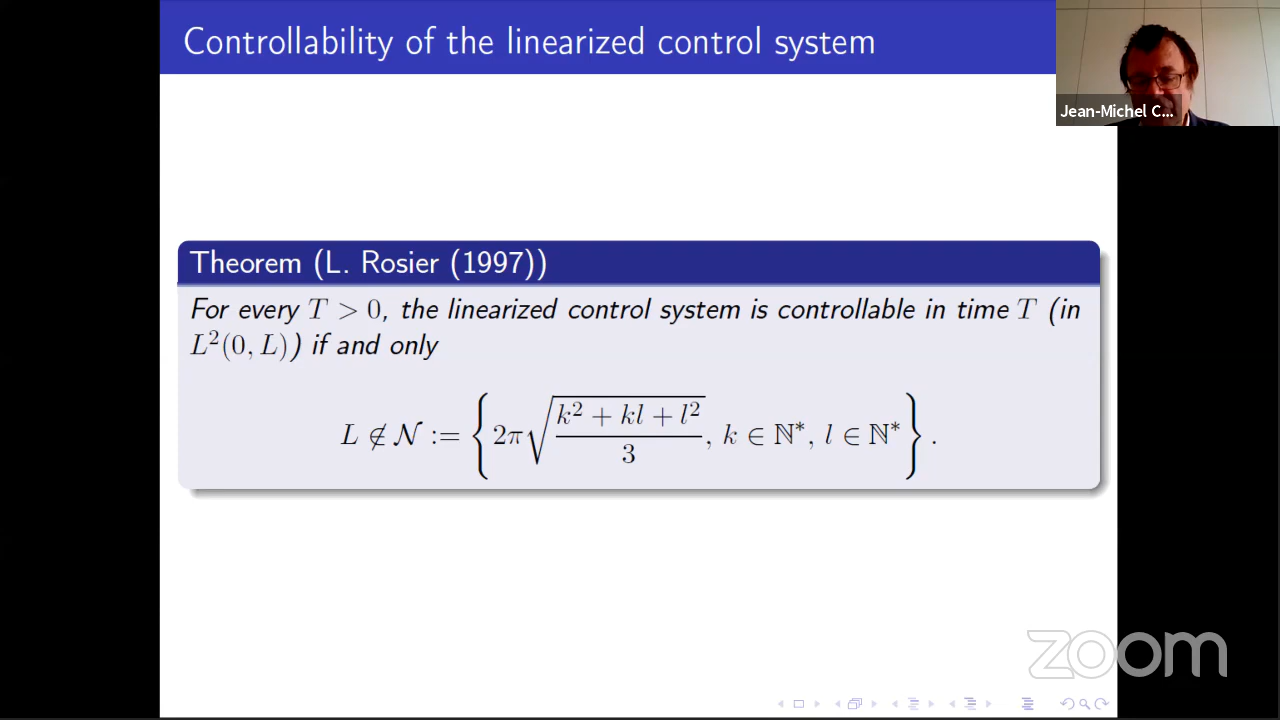 Controllability of the linearized control system
Jean-Michel C...
Theorem (L. Rosier (1997))
For every T > 0, the linearized control system is controllable in time T (in
L²(0, L)) if and only
L ∉ 𝒩 := { 2π √((k² + kl + l²)/3), k ∈ ℕ*, l ∈ ℕ* } .
zoom